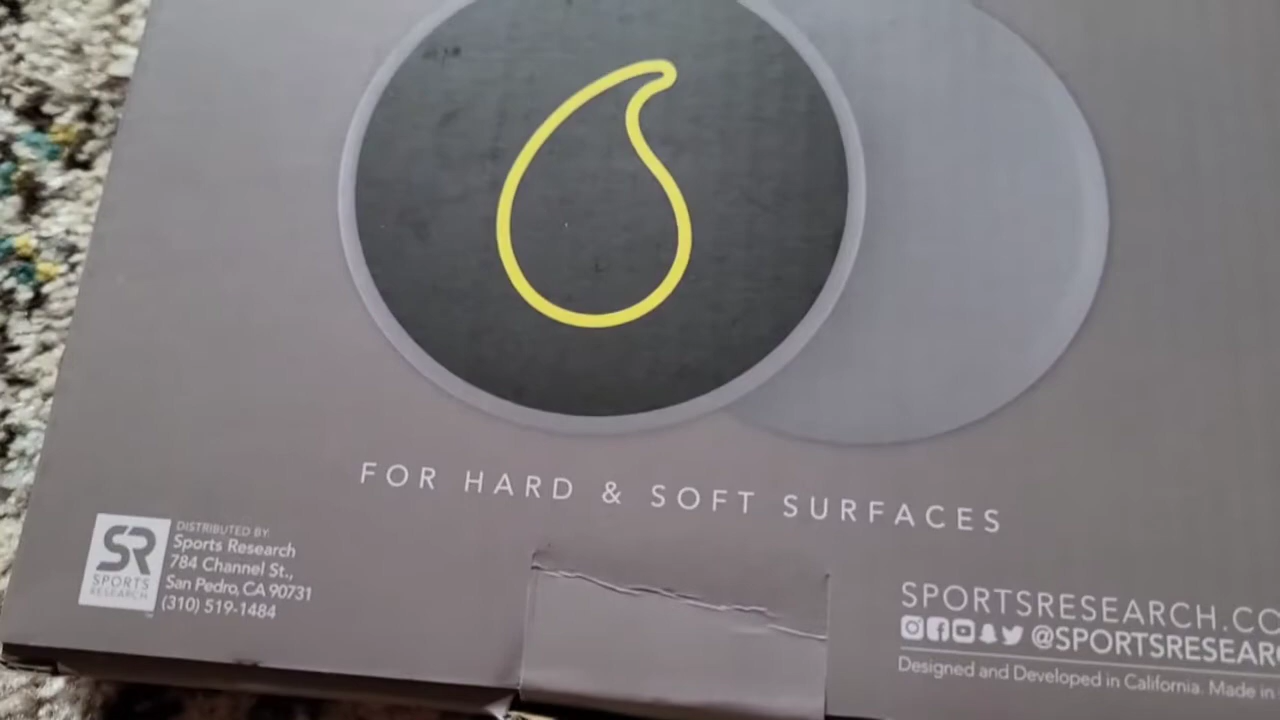 FOR HARD & SOFT SURFACES
SR
SPORTS
RESEARCH
DISTRIBUTED BY:
Sports Research
784 Channel St.,
San Pedro, CA 90731
(310) 519-1484
SPORTSRESEARCH.CO
@SPORTSRESEAR
Designed and Developed in California. Made in